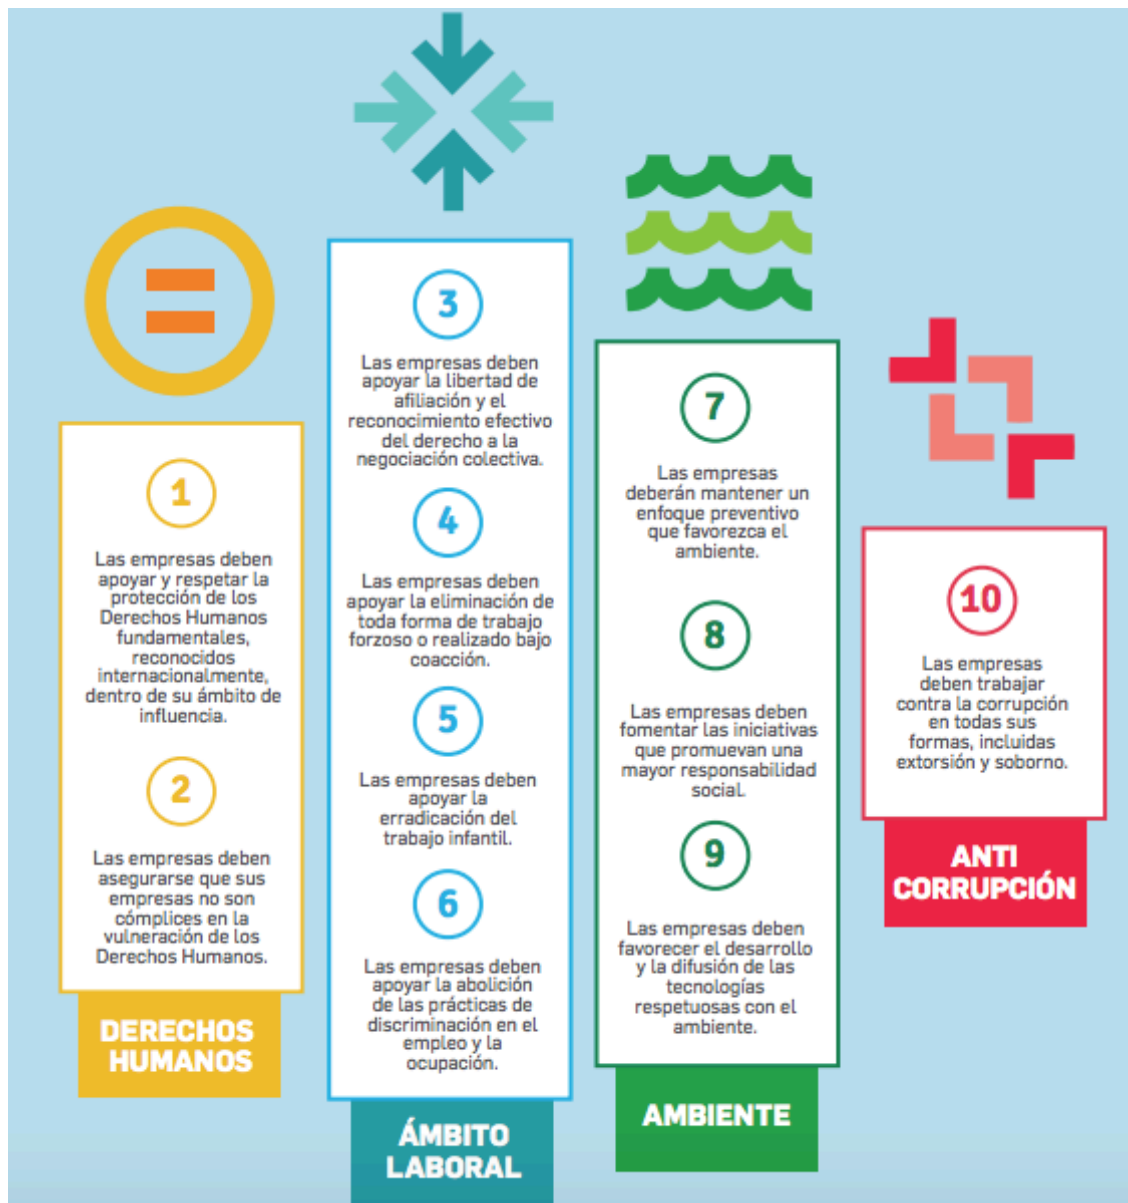 1
Las empresas deben
apoyar y respetar la
protección de los
Derechos Humanos
fundamentales,
reconocidos
internacionalmente,
dentro de su ámbito de
influencia.
2
Las empresas deben
asegurarse que sus
empresas no son
cómplices en la
vulneración de los
Derechos Humanos.
DERECHOS
HUMANOS
3
Las empresas deben
apoyar la libertad de
afiliación y el
reconocimiento efectivo
del derecho a la
negociación colectiva.
4
Las empresas deben
apoyar la eliminación de
toda forma de trabajo
forzoso o realizado bajo
coacción.
5
Las empresas deben
apoyar la
erradicación del
trabajo infantil.
6
Las empresas deben
apoyar la abolición
de las prácticas de
discriminación en el
empleo y la
ocupación.
ÁMBITO
LABORAL
7
Las empresas
deberán mantener un
enfoque preventivo
que favorezca el
ambiente.
8
Las empresas deben
fomentar las iniciativas
que promuevan una
mayor responsabilidad
social.
9
Las empresas deben
favorecer el desarrollo
y la difusión de las
tecnologías
respetuosas con el
ambiente.
AMBIENTE
10
Las empresas
deben trabajar
contra la corrupción
en todas sus
formas, incluidas
extorsión y soborno.
ANTI
CORRUPCIÓN